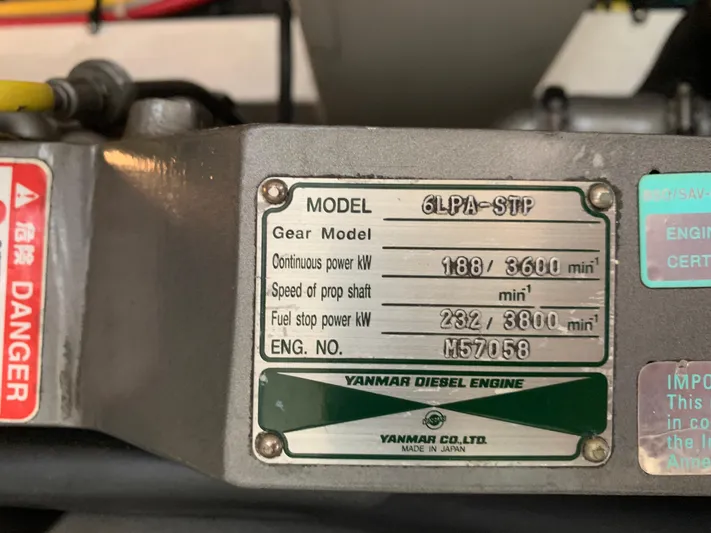 危険 DANGER
MODEL 6LPA-STP
Gear Model
Continuous power kW 188/3600 min-1
Speed of prop shaft min-1
Fuel stop power kW 232/3800 min-1
ENG. NO. M57058
YANMAR DIESEL ENGINE
YANMAR CO.,LTD.
MADE IN JAPAN
ENGIN
CERT
IMPO
This
in co
the In
Amer